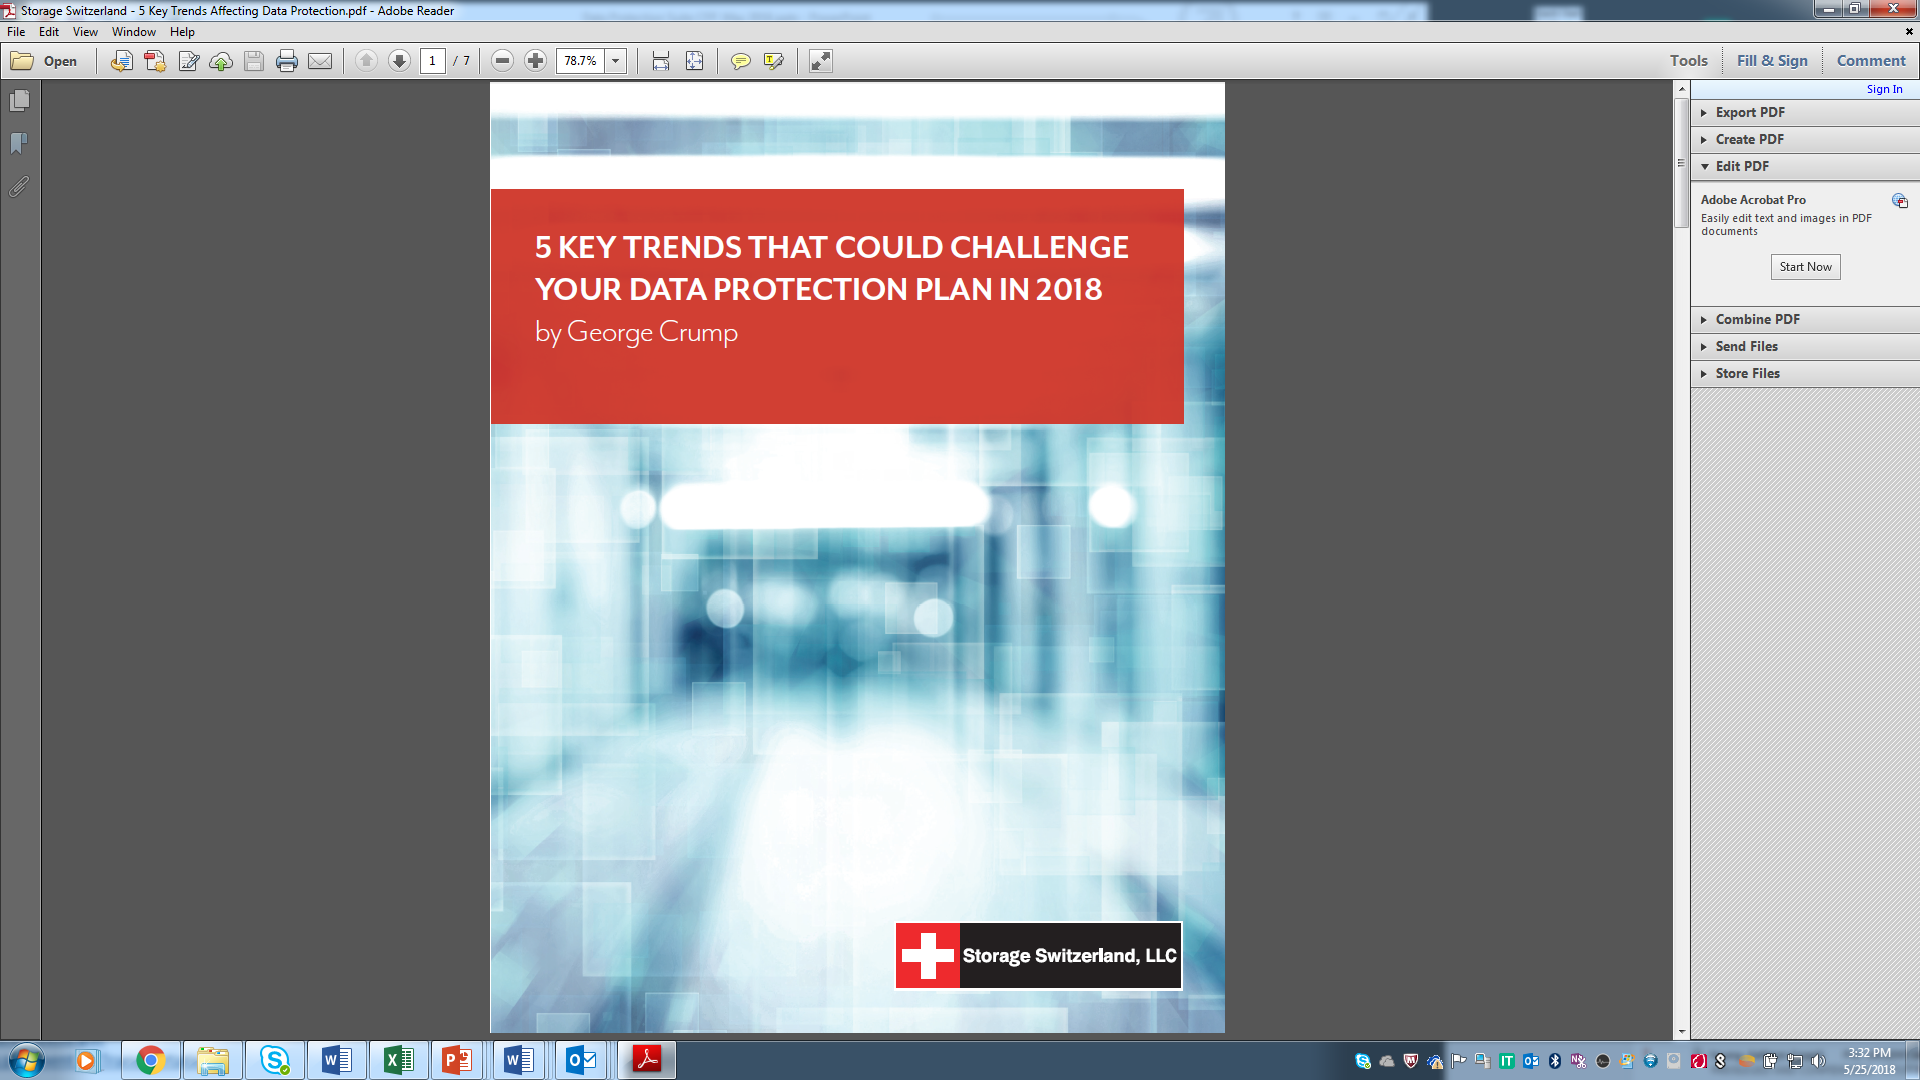 Storage Switzerland - 5 Key Trends Affecting Data Protection.pdf - Adobe Reader
File Edit View Window Help
Open 1 / 7 78.7% Tools Fill & Sign Comment
Sign In
Export PDF
Create PDF
Edit PDF
Adobe Acrobat Pro
Easily edit text and images in PDF
documents
Start Now
Combine PDF
Send Files
Store Files
5 KEY TRENDS THAT COULD CHALLENGE
YOUR DATA PROTECTION PLAN IN 2018
by George Crump
Storage Switzerland, LLC
3:32 PM
5/25/2018